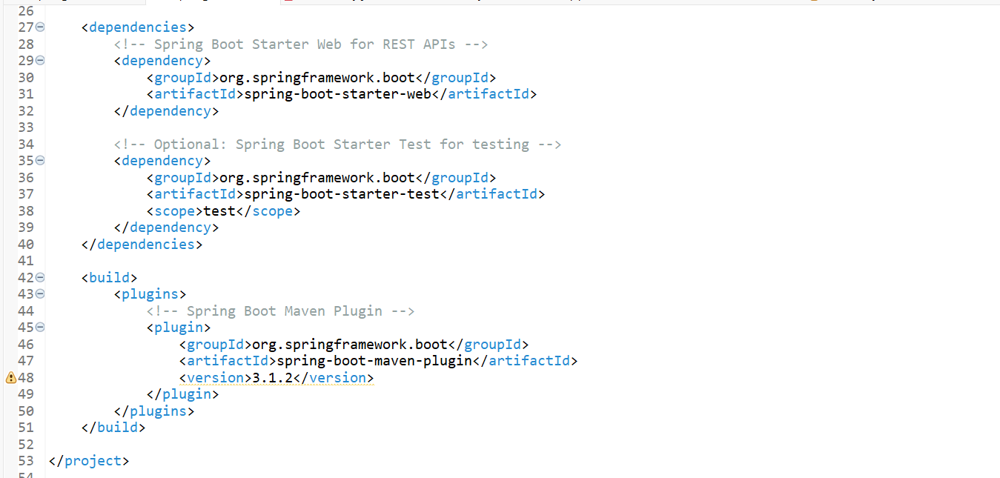 26
27 <dependencies>
28 <!-- Spring Boot Starter Web for REST APIs -->
29 <dependency>
30 <groupId>org.springframework.boot</groupId>
31 <artifactId>spring-boot-starter-web</artifactId>
32 </dependency>
33
34 <!-- Optional: Spring Boot Starter Test for testing -->
35 <dependency>
36 <groupId>org.springframework.boot</groupId>
37 <artifactId>spring-boot-starter-test</artifactId>
38 <scope>test</scope>
39 </dependency>
40 </dependencies>
41
42 <build>
43 <plugins>
44 <!-- Spring Boot Maven Plugin -->
45 <plugin>
46 <groupId>org.springframework.boot</groupId>
47 <artifactId>spring-boot-maven-plugin</artifactId>
48 <version>3.1.2</version>
49 </plugin>
50 </plugins>
51 </build>
52
53 </project>
54